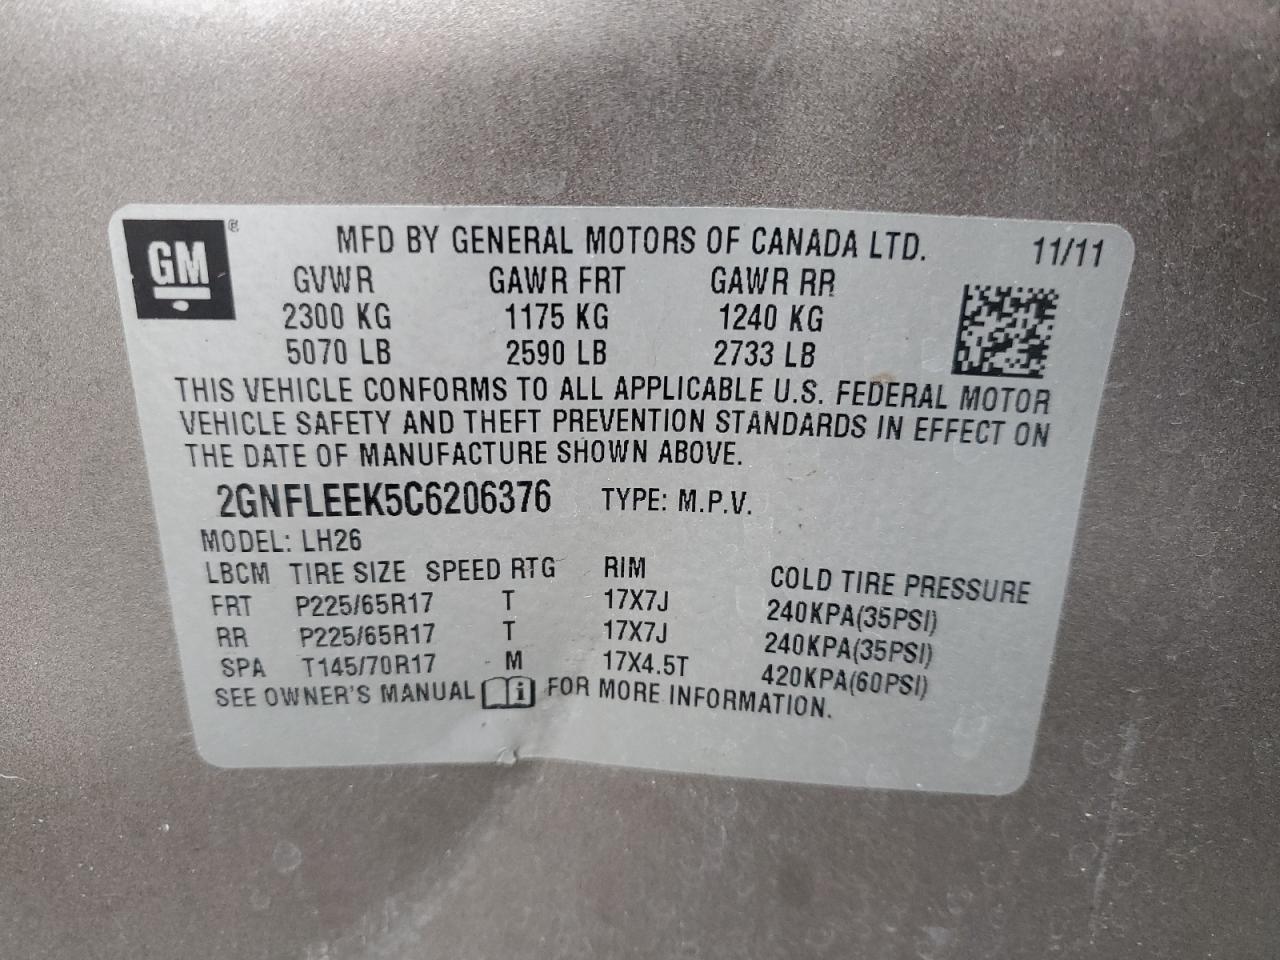 GM ®
MFD BY GENERAL MOTORS OF CANADA LTD. 11/11
GVWR GAWR FRT GAWR RR
2300 KG 1175 KG 1240 KG
5070 LB 2590 LB 2733 LB
THIS VEHICLE CONFORMS TO ALL APPLICABLE U.S. FEDERAL MOTOR
VEHICLE SAFETY AND THEFT PREVENTION STANDARDS IN EFFECT ON
THE DATE OF MANUFACTURE SHOWN ABOVE.
2GNFLEEK5C6206376 TYPE: M.P.V.
MODEL: LH26
LBCM TIRE SIZE SPEED RTG RIM COLD TIRE PRESSURE
FRT P225/65R17 T 17X7J 240KPA(35PSI)
RR P225/65R17 T 17X7J 240KPA(35PSI)
SPA T145/70R17 M 17X4.5T 420KPA(60PSI)
SEE OWNER'S MANUAL i FOR MORE INFORMATION.